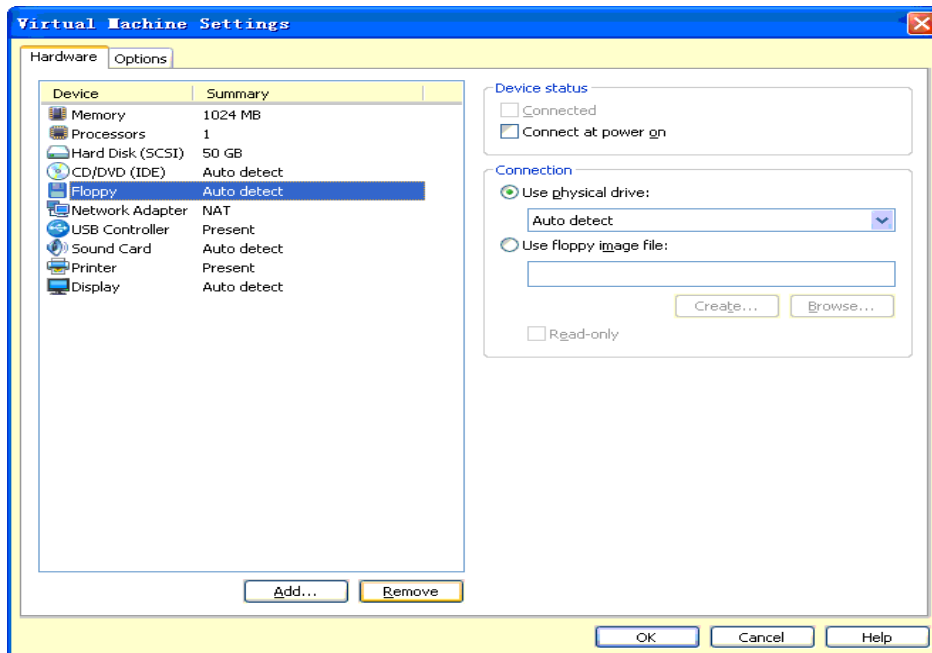 Virtual Machine Settings
Hardware
Options
Device Summary
Memory 1024 MB
Processors 1
Hard Disk (SCSI) 50 GB
CD/DVD (IDE) Auto detect
Floppy Auto detect
Network Adapter NAT
USB Controller Present
Sound Card Auto detect
Printer Present
Display Auto detect
Add... Remove
Device status
Connected
Connect at power on
Connection
Use physical drive:
Auto detect
Use floppy image file:
Create... Browse...
Read-only
OK Cancel Help